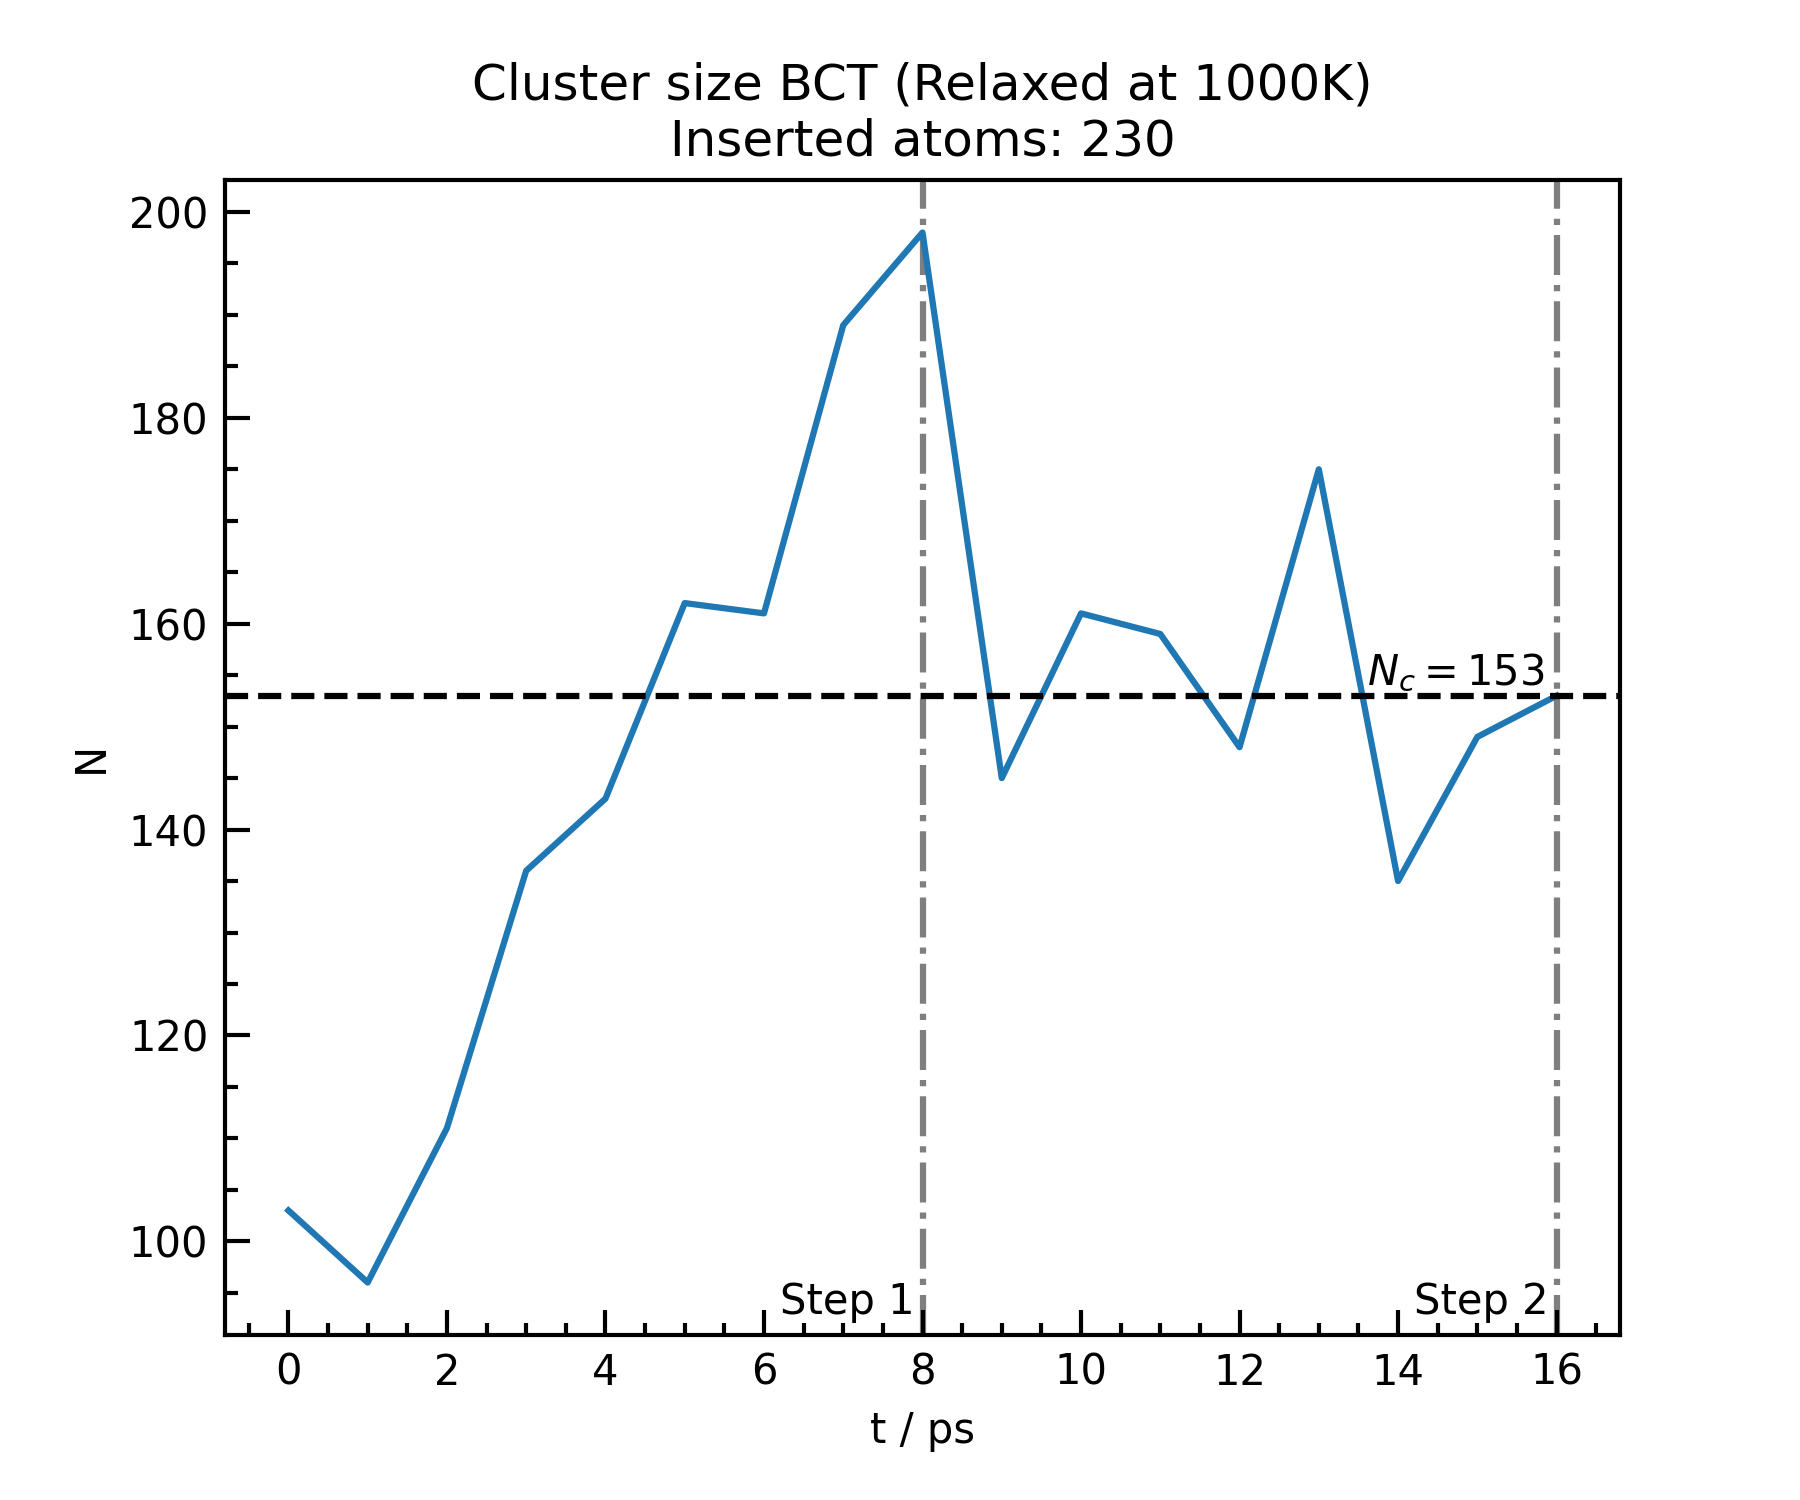 Cluster size BCT (Relaxed at 1000K)
Inserted atoms: 230
200
180
160
140
120
100
N
N_c = 153
Step 1
Step 2
0 2 4 6 8 10 12 14 16
t / ps